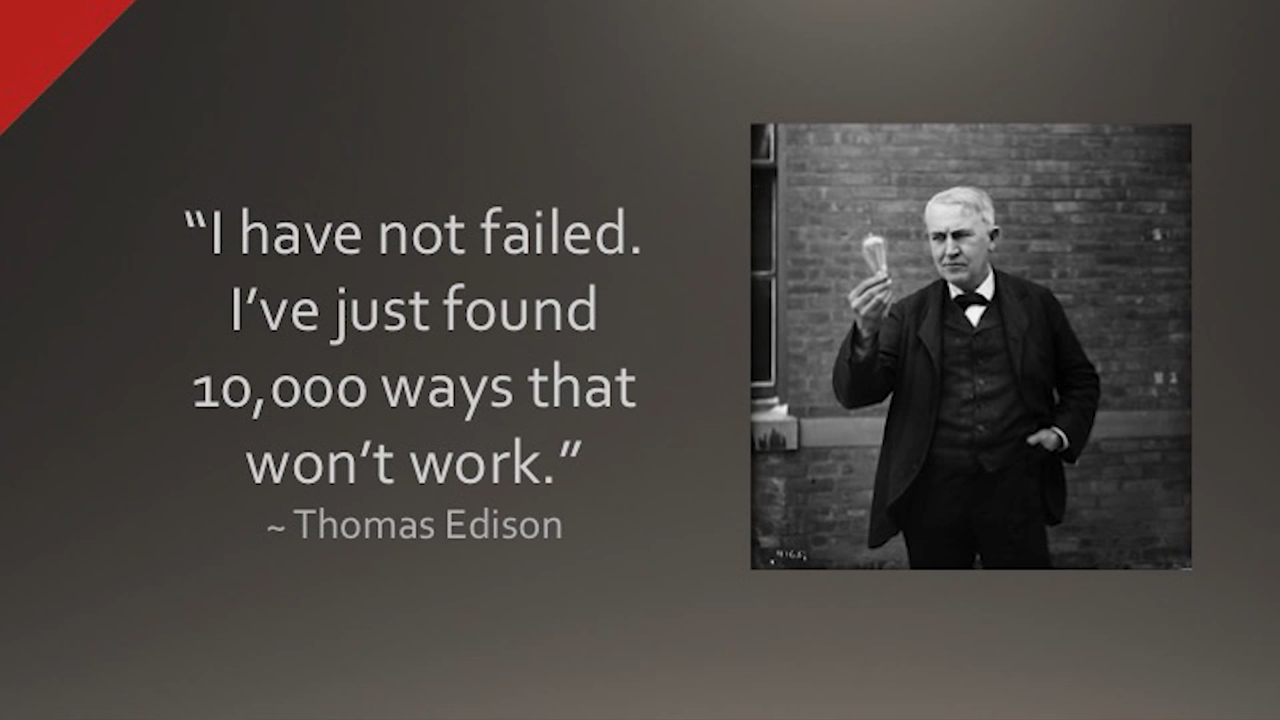 “I have not failed.
I’ve just found
10,000 ways that
won’t work.”
~ Thomas Edison